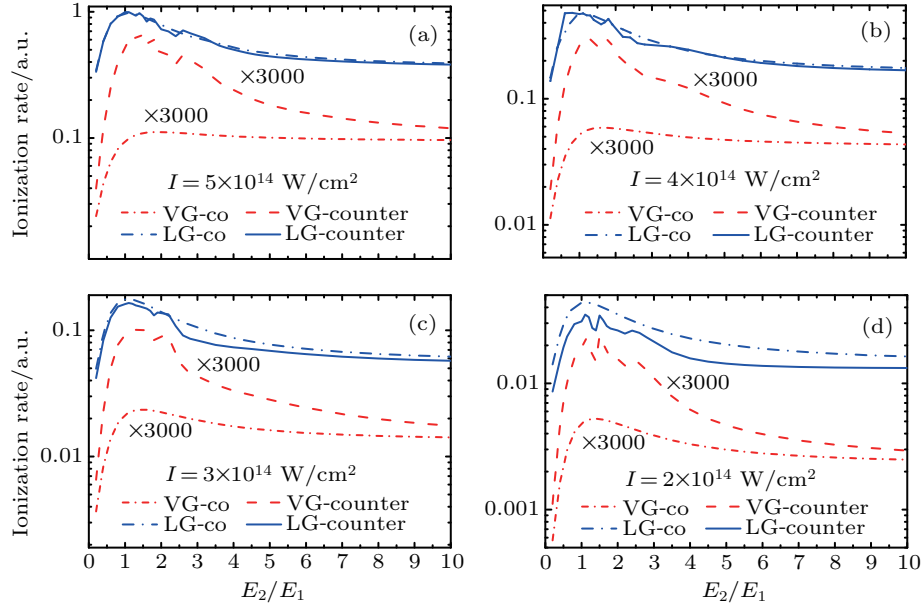 1
0.1
Ionization rate/a.u.
(a)
×3000
×3000
I = 5×10¹⁴ W/cm²
VG-co VG-counter
LG-co LG-counter
0.1
0.01
(b)
×3000
×3000
I = 4×10¹⁴ W/cm²
VG-co VG-counter
LG-co LG-counter
0.1
0.01
Ionization rate/a.u.
(c)
×3000
×3000
I = 3×10¹⁴ W/cm²
VG-co VG-counter
LG-co LG-counter
0 1 2 3 4 5 6 7 8 9 10
E₂/E₁
0.01
0.001
(d)
×3000
×3000
I = 2×10¹⁴ W/cm²
VG-co VG-counter
LG-co LG-counter
0 1 2 3 4 5 6 7 8 9 10
E₂/E₁